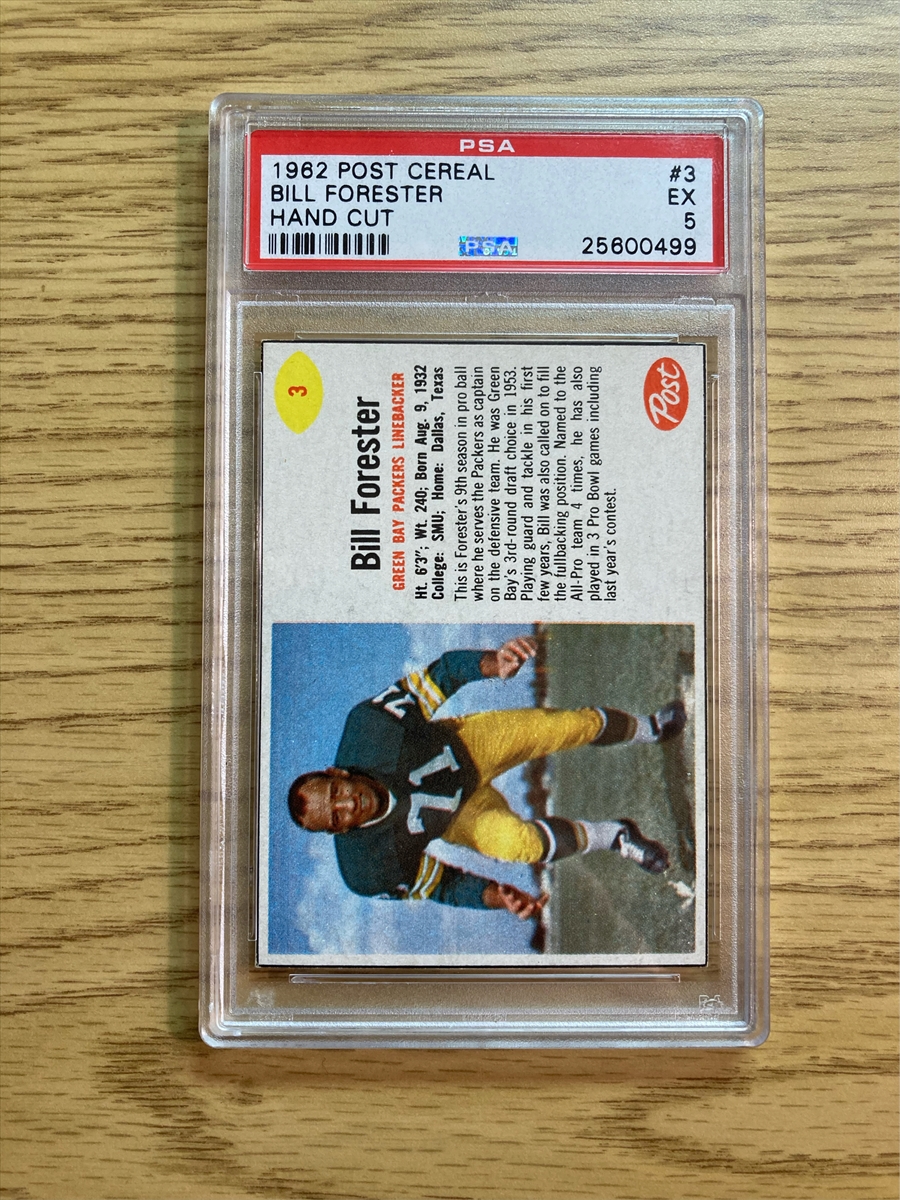 PSA
1962 POST CEREAL #3
BILL FORESTER EX
HAND CUT 5
PSA 25600499
3
Bill Forester
GREEN BAY PACKERS LINEBACKER
Ht. 6'3"; Wt. 240; Born Aug. 9, 1932
College: SMU; Home: Dallas, Texas
This is Forester's 9th season in pro ball
where he serves the Packers as captain
on the defensive team. He was Green
Bay's 3rd-round draft choice in 1953.
Playing guard and tackle in his first
few years, Bill was also called on to fill
the fullbacking position. Named to the
All-Pro team 4 times, he has also
played in 3 Pro Bowl games including
last year's contest.
Post
71